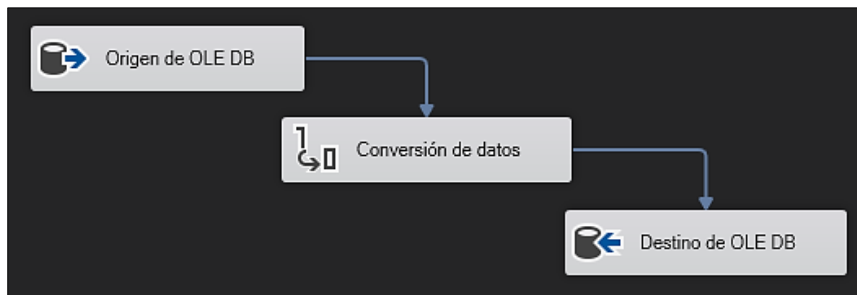 Origen de OLE DB
Conversión de datos
Destino de OLE DB